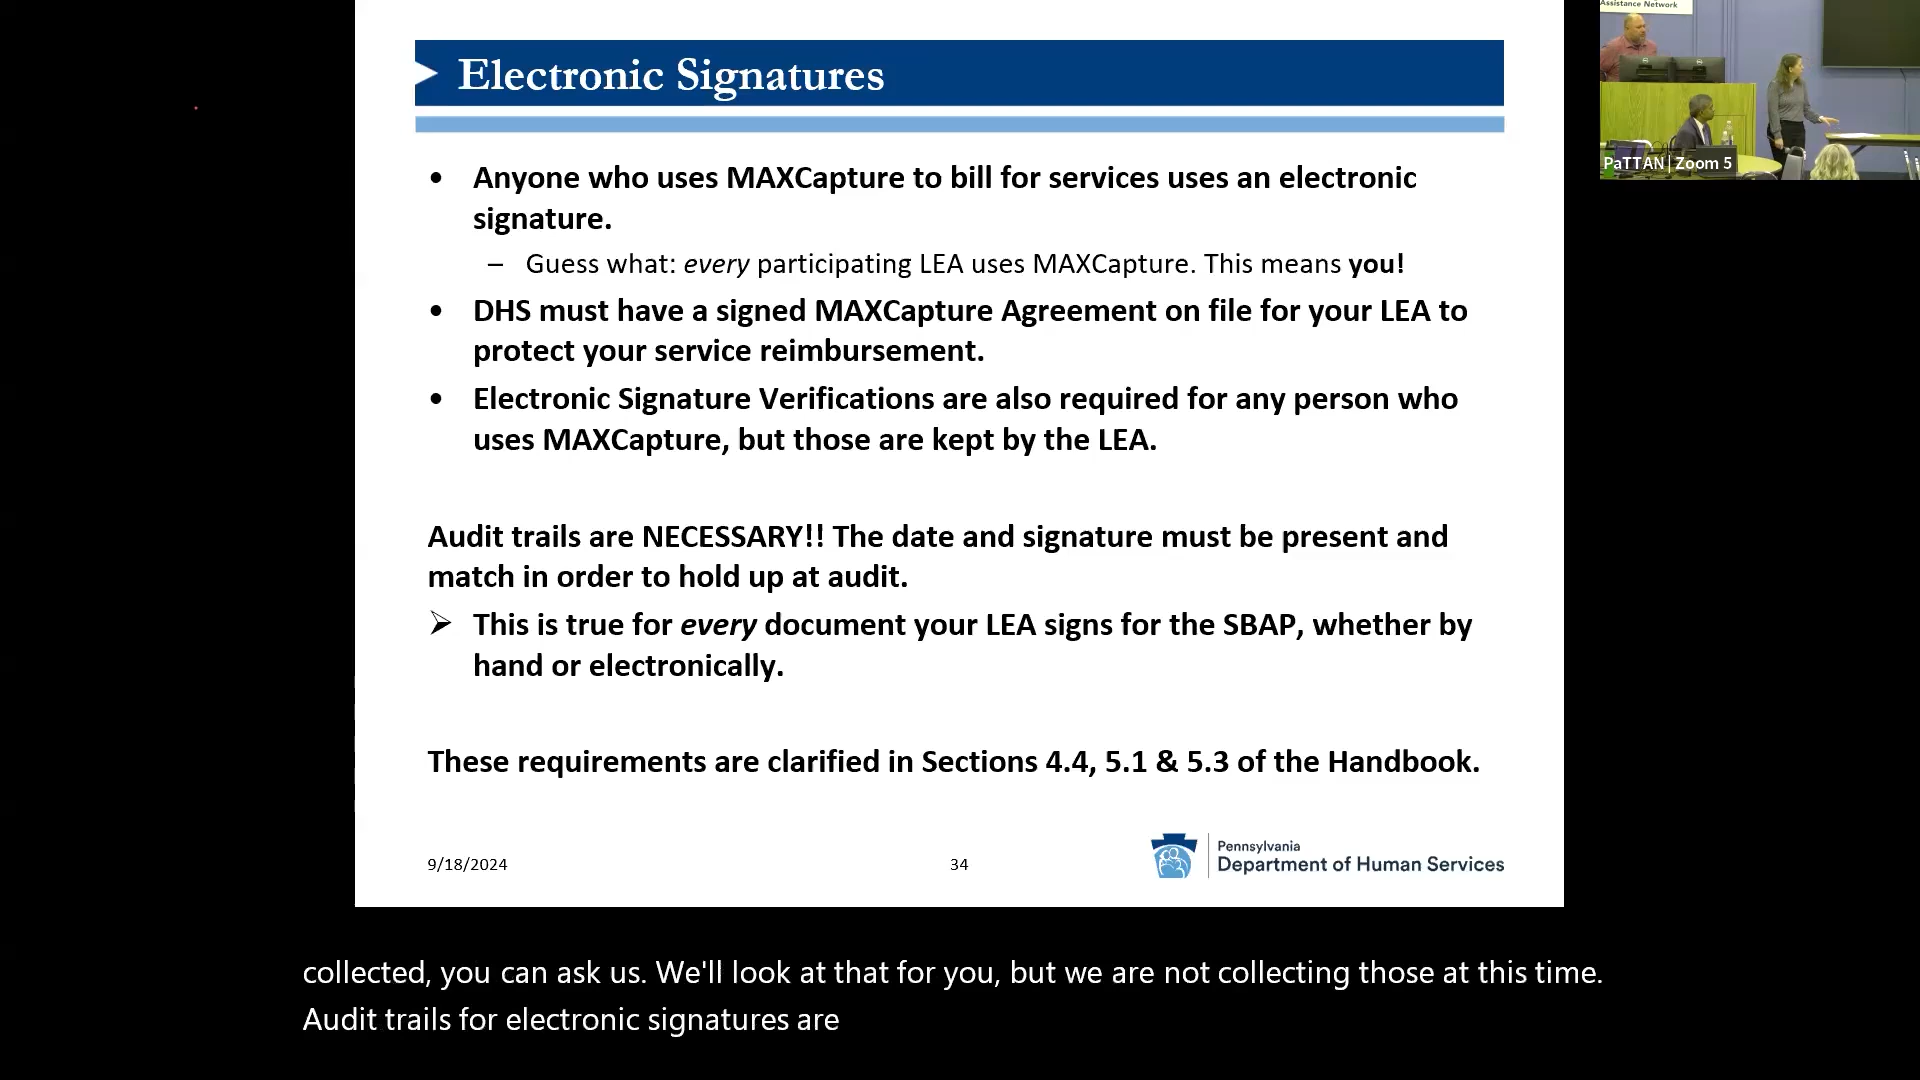 Assistance Network
Electronic Signatures
PaTTAN | Zoom 5
• Anyone who uses MAXCapture to bill for services uses an electronic
signature.
– Guess what: every participating LEA uses MAXCapture. This means you!
• DHS must have a signed MAXCapture Agreement on file for your LEA to
protect your service reimbursement.
• Electronic Signature Verifications are also required for any person who
uses MAXCapture, but those are kept by the LEA.
Audit trails are NECESSARY!! The date and signature must be present and
match in order to hold up at audit.
➢ This is true for every document your LEA signs for the SBAP, whether by
hand or electronically.
These requirements are clarified in Sections 4.4, 5.1 & 5.3 of the Handbook.
9/18/2024
34
Pennsylvania
Department of Human Services
collected, you can ask us. We'll look at that for you, but we are not collecting those at this time.
Audit trails for electronic signatures are